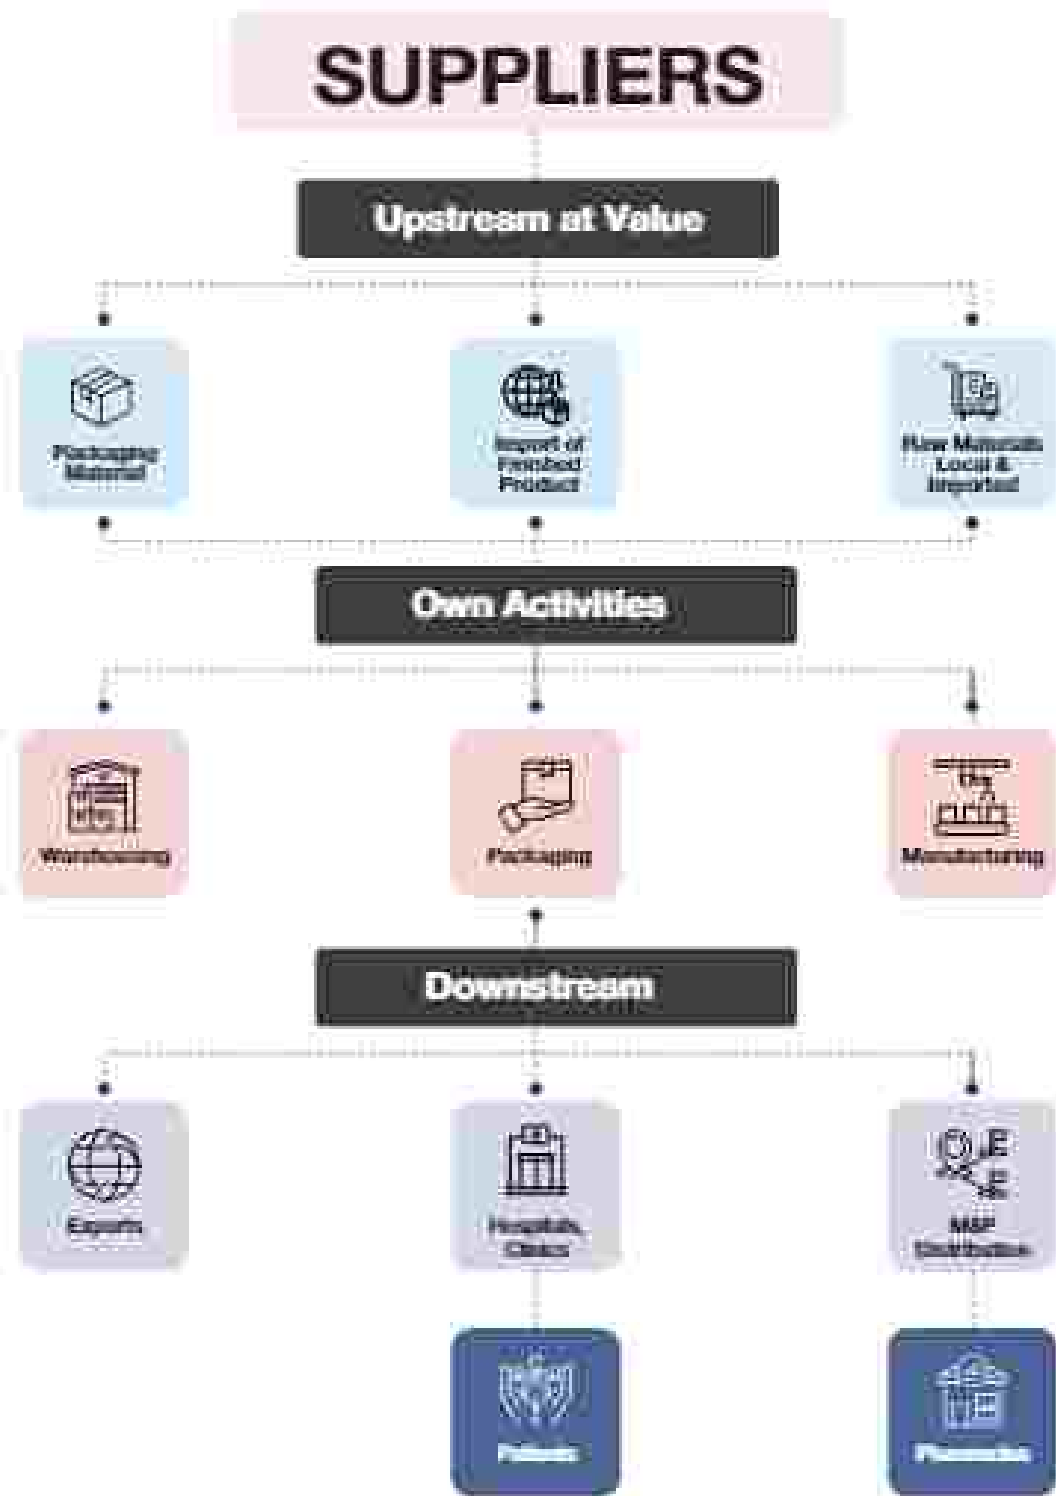 SUPPLIERS
Upstream at Value
Packaging
Material
Import of
Finished
Product
Raw Materials
Local &
Imported
Own Activities
Warehousing
Packaging
Manufacturing
Downstream
Exports
Hospitals,
Clinics
M&P
Distribution
Patients
Pharmacies